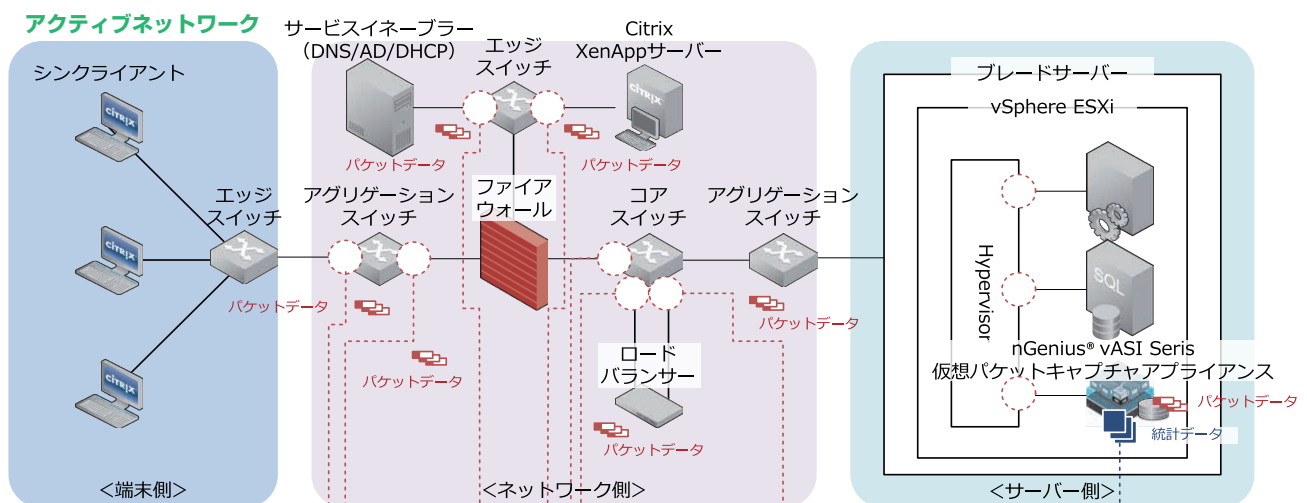 アクティブネットワーク
シンクライアント
CİTRIX
CİTRIX
CİTRIX
エッジ
スイッチ
パケットデータ
<端末側>
サービスイネーブラー
(DNS/AD/DHCP)
エッジ
スイッチ
Citrix
XenAppサーバー
CİTRIX
パケットデータ
パケットデータ
アグリゲーション
スイッチ
ファイア
ウォール
コア
スイッチ
アグリゲーション
スイッチ
パケットデータ
パケットデータ
ロード
バランサー
パケットデータ
<ネットワーク側>
ブレードサーバー
vSphere ESXi
Hypervisor
SQL
nGenius® vASI Seris
仮想パケットキャプチャアプライアンス
パケットデータ
統計データ
<サーバー側>